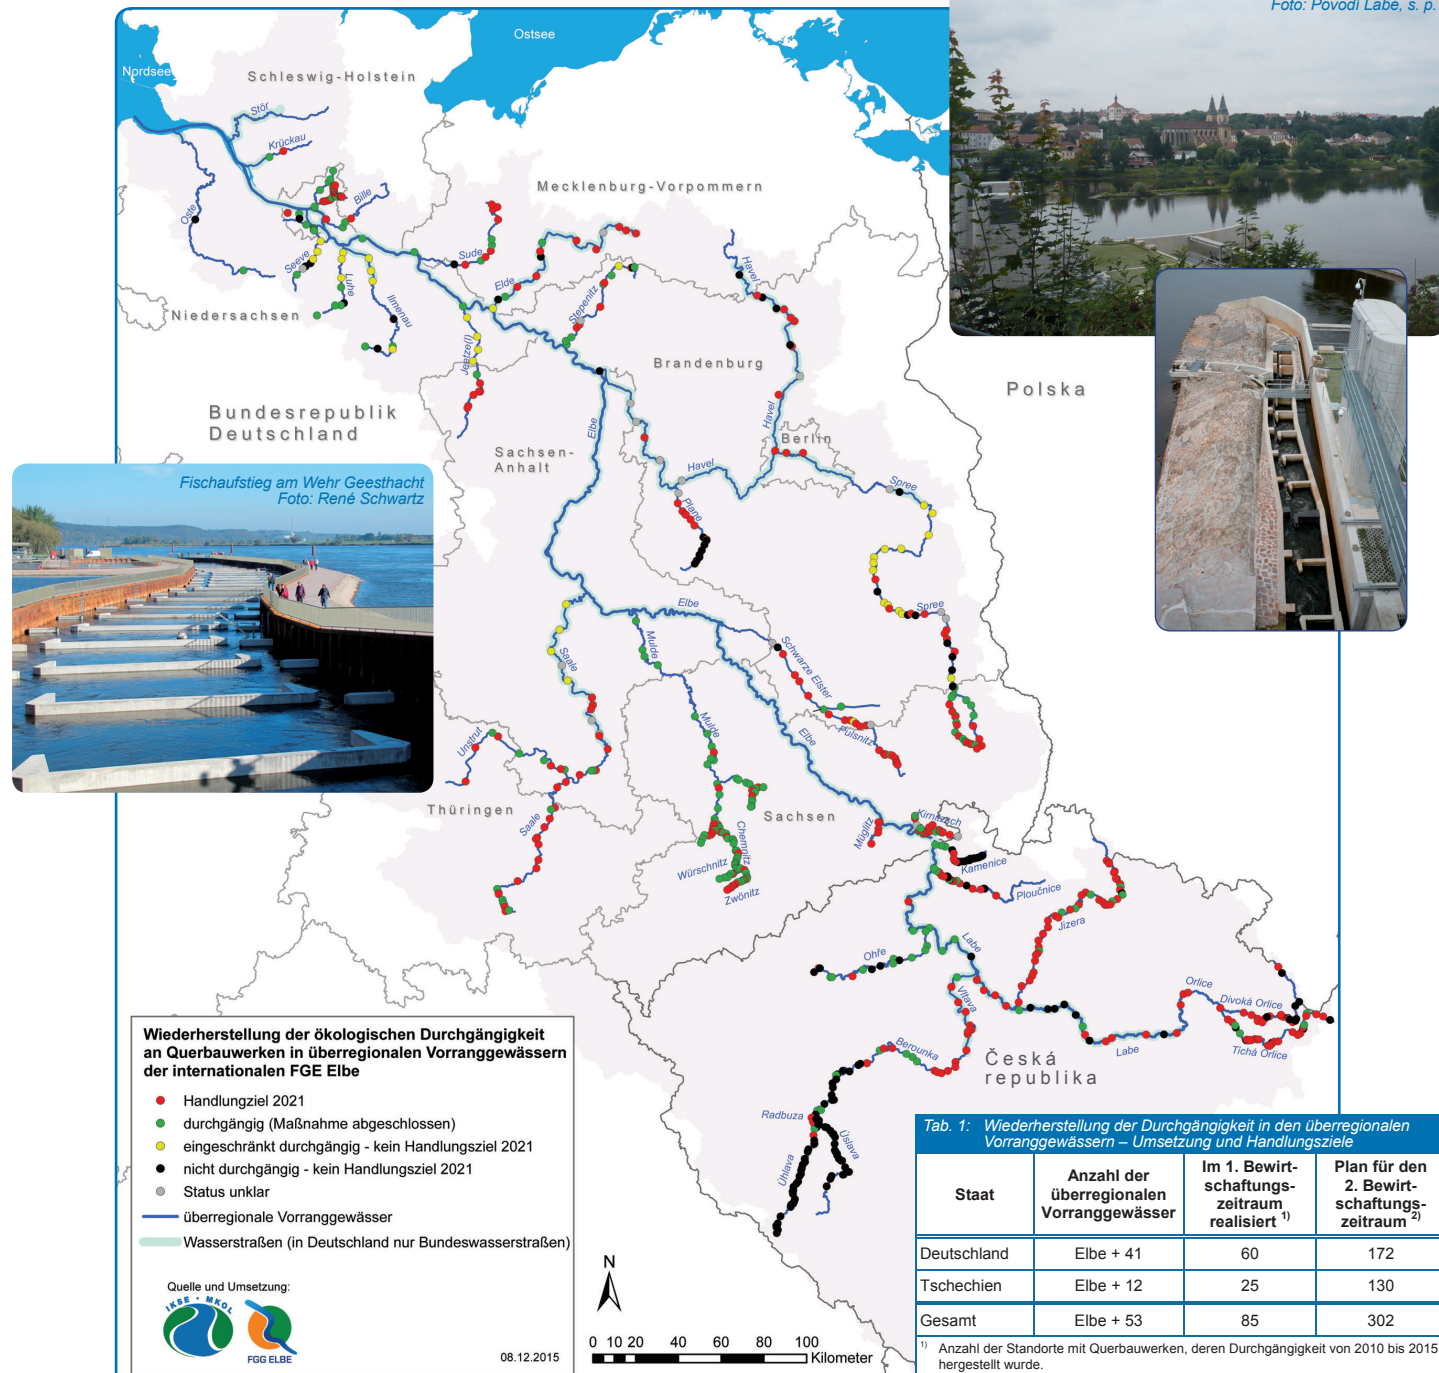 Foto: Povodí Labe, s. p.
Ostsee
Nordsee
Schleswig-Holstein
Stör
Krückau
Mecklenburg-Vorpommern
Bille
Oste
Sude
Seeve
Elde
Havel
Luhe
Ilmenau
Stepenitz
Niedersachsen
Jeetze(l)
Brandenburg
Polska
Bundesrepublik
Deutschland
Elbe
Havel
Berlin
Sachsen-
Anhalt
Havel
Spree
Fischaufstieg am Wehr Geesthacht
Foto: René Schwartz
Plane
Elbe
Spree
Mulde
Schwarze Elster
Saale
Mulde
Elbe
Pulsnitz
Unstrut
Thüringen
Saale
Sachsen
Kirnitzsch
Müglitz
Chemnitz
Würschnitz
Zwönitz
Kamenice
Ploučnice
Jizera
Labe
Ohře
Orlice
Divoká Orlice
Vltava
Tichá Orlice
Labe
Berounka
Česká
republika
Radbuza
Úslava
Úhlava
Wiederherstellung der ökologischen Durchgängigkeit
an Querbauwerken in überregionalen Vorranggewässern
der internationalen FGE Elbe
Handlungziel 2021
durchgängig (Maßnahme abgeschlossen)
eingeschränkt durchgängig - kein Handlungsziel 2021
nicht durchgängig - kein Handlungsziel 2021
Status unklar
überregionale Vorranggewässer
Wasserstraßen (in Deutschland nur Bundeswasserstraßen)
Quelle und Umsetzung:
IKSE • MKOL
FGG ELBE
08.12.2015
N
0 10 20 40 60 80 100
Kilometer
Tab. 1: Wiederherstellung der Durchgängigkeit in den überregionalen
Vorranggewässern – Umsetzung und Handlungsziele
Staat
Anzahl der
überregionalen
Vorranggewässer
Im 1. Bewirt-
schaftungs-
zeitraum
realisiert 1)
Plan für den
2. Bewirt-
schaftungs-
zeitraum 2)
Deutschland Elbe + 41 60 172
Tschechien Elbe + 12 25 130
Gesamt Elbe + 53 85 302
1) Anzahl der Standorte mit Querbauwerken, deren Durchgängigkeit von 2010 bis 2015
hergestellt wurde.